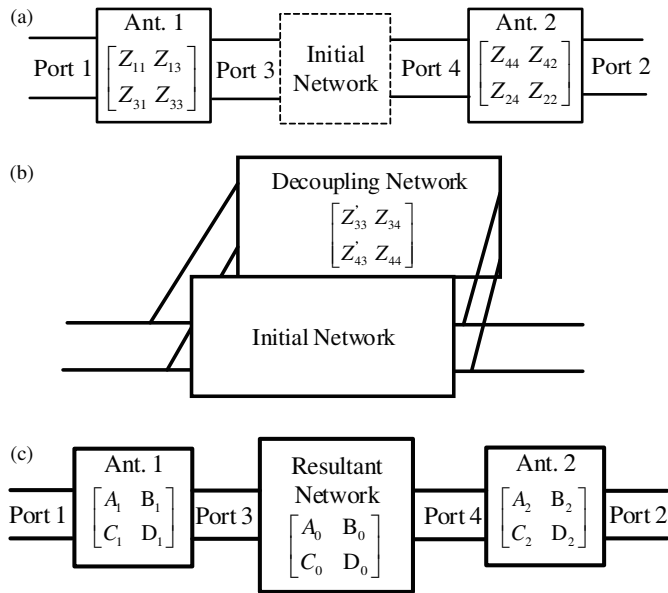 (a)
Ant. 1
[Z₁₁ Z₁₃
Z₃₁ Z₃₃]
Port 1
Port 3
Initial
Network
Port 4
Ant. 2
[Z₄₄ Z₄₂
Z₂₄ Z₂₂]
Port 2
(b)
Decoupling Network
[Z'₃₃ Z₃₄
Z'₄₃ Z₄₄]
Initial Network
(c)
Ant. 1
[A₁ B₁
C₁ D₁]
Port 1
Port 3
Resultant
Network
[A₀ B₀
C₀ D₀]
Port 4
Ant. 2
[A₂ B₂
C₂ D₂]
Port 2